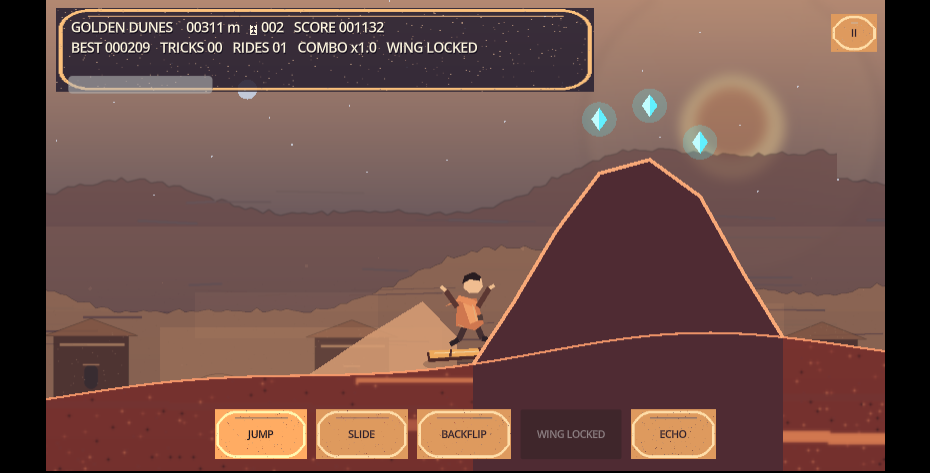 GOLDEN DUNES 00311 m 002 SCORE 001132
BEST 000209 TRICKS 00 RIDES 01 COMBO x1.0 WING LOCKED
II
JUMP
SLIDE
BACKFLIP
WING LOCKED
ECHO